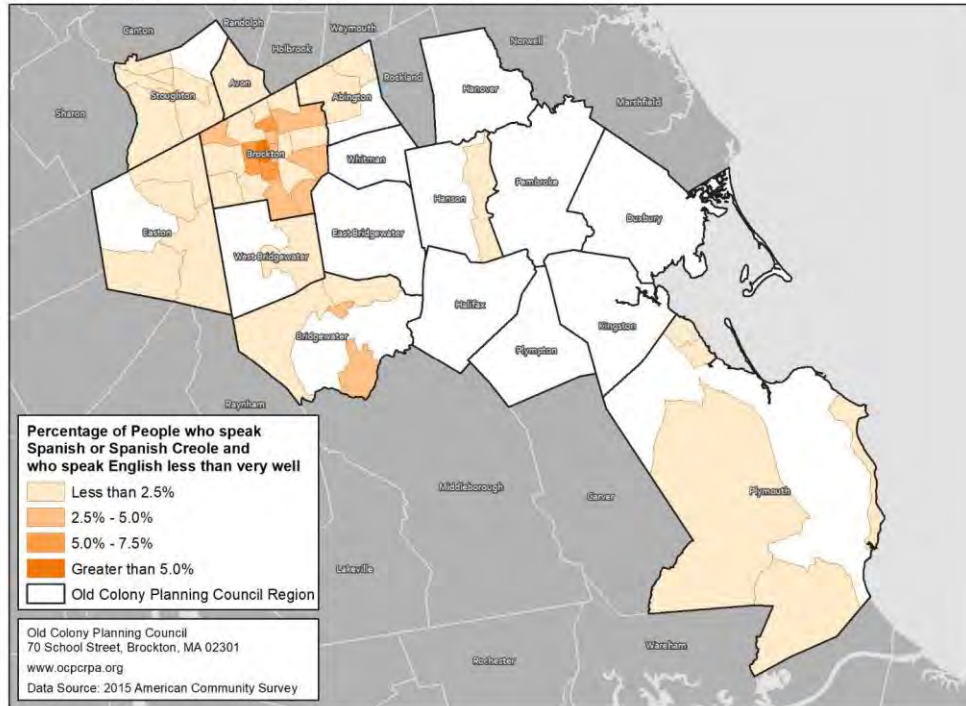 Randolph
Weymouth
Canton
Holbrook
Norwell
Stoughton
Avon
Abington
Rockland
Hanover
Sharon
Marshfield
Brockton
Whitman
Pembroke
Hanson
Duxbury
Easton
East Bridgewater
West Bridgewater
Halifax
Kingston
Bridgewater
Plympton
Raynham
Percentage of People who speak
Spanish or Spanish Creole and
who speak English less than very well
Less than 2.5%
2.5% - 5.0%
5.0% - 7.5%
Greater than 5.0%
Old Colony Planning Council Region
Middleborough
Carver
Plymouth
Lakeville
Old Colony Planning Council
70 School Street, Brockton, MA 02301
www.ocpcrpa.org
Data Source: 2015 American Community Survey
Rochester
Wareham